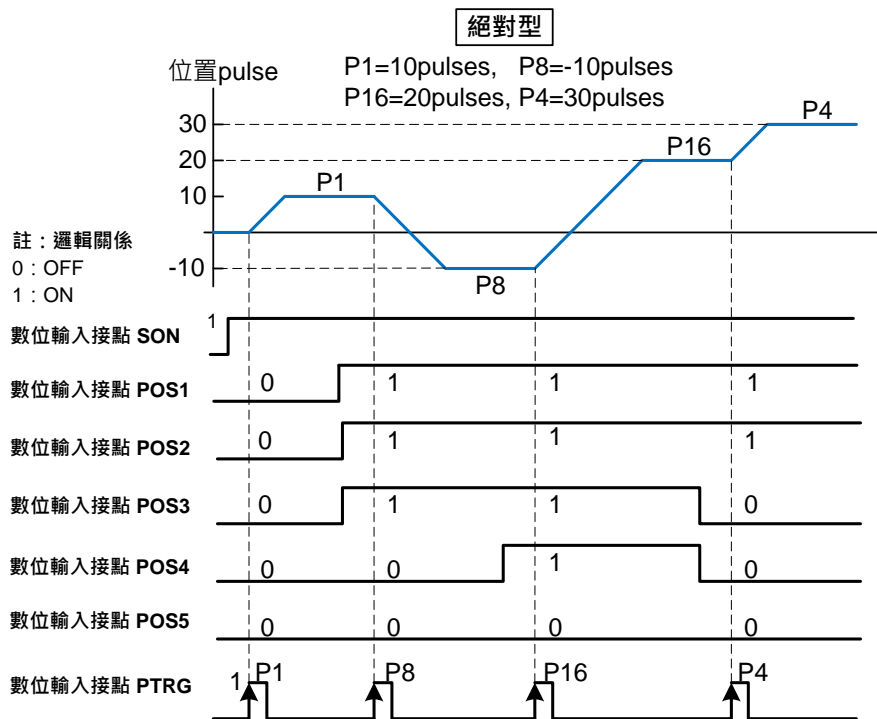 絕對型
位置pulse
P1=10pulses, P8=-10pulses
P16=20pulses, P4=30pulses
30
P4
20
P16
10
P1
註：邏輯關係
0：OFF
1：ON
-10
P8
數位輸入接點 SON
1
數位輸入接點 POS1
0 1 1 1
數位輸入接點 POS2
0 1 1 1
數位輸入接點 POS3
0 1 1 0
數位輸入接點 POS4
0 0 1 0
數位輸入接點 POS5
0 0 0 0
數位輸入接點 PTRG
1 P1 P8 P16 P4